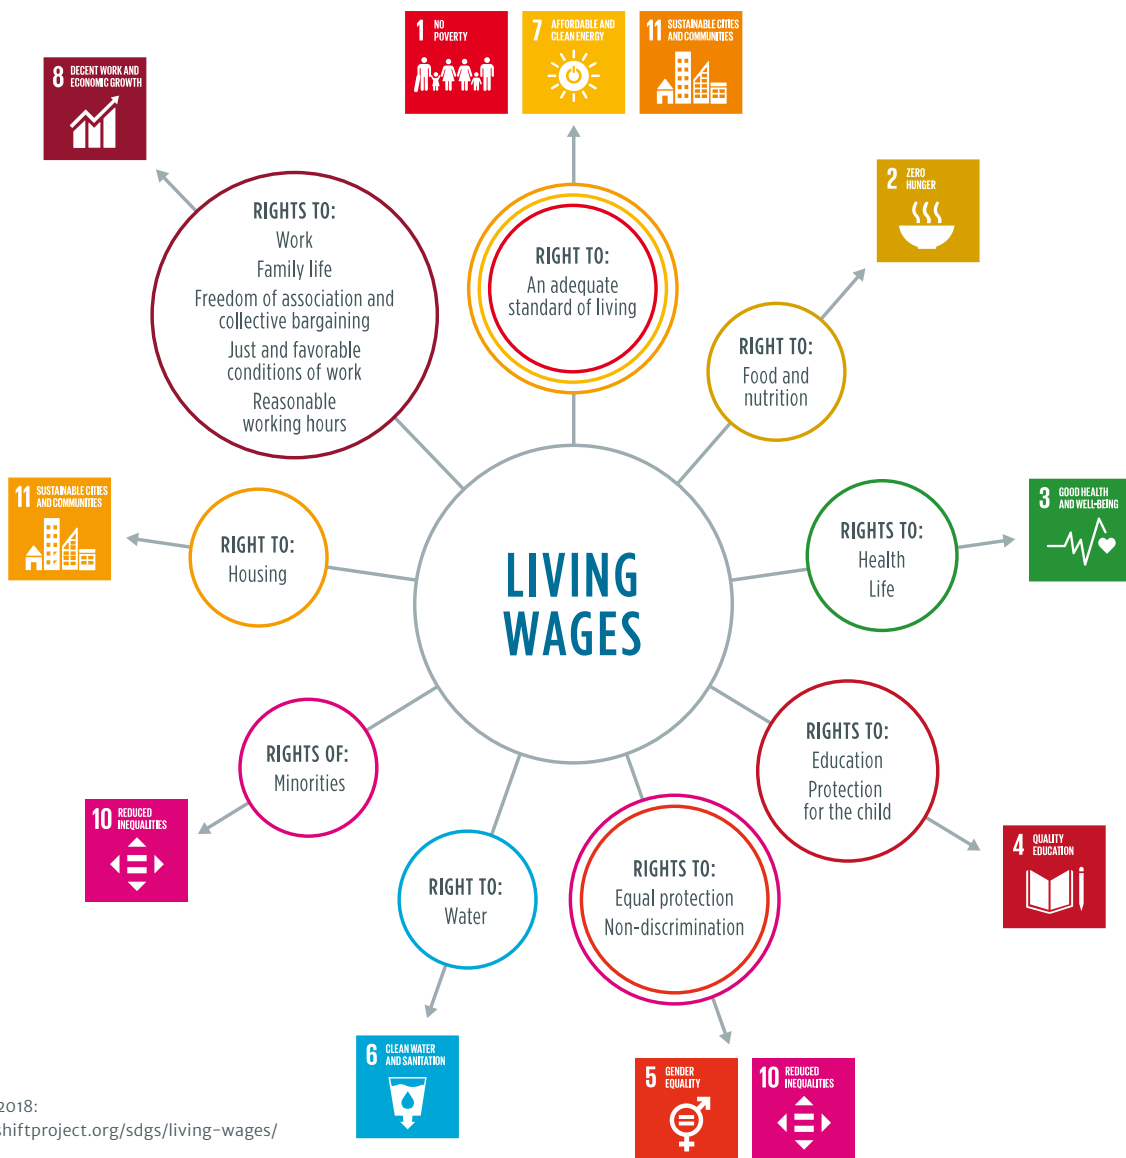 1 NO
POVERTY
7 AFFORDABLE AND
CLEAN ENERGY
11 SUSTAINABLE CITIES
AND COMMUNITIES
8 DECENT WORK AND
ECONOMIC GROWTH
2 ZERO
HUNGER
RIGHTS TO:
Work
Family life
Freedom of association and
collective bargaining
Just and favorable
conditions of work
Reasonable
working hours
RIGHT TO:
An adequate
standard of living
RIGHT TO:
Food and
nutrition
11 SUSTAINABLE CITIES
AND COMMUNITIES
RIGHT TO:
Housing
LIVING
WAGES
RIGHTS TO:
Health
Life
3 GOOD HEALTH
AND WELL-BEING
RIGHTS OF:
Minorities
10 REDUCED
INEQUALITIES
RIGHTS TO:
Education
Protection
for the child
4 QUALITY
EDUCATION
RIGHT TO:
Water
RIGHTS TO:
Equal protection
Non-discrimination
6 CLEAN WATER
AND SANITATION
5 GENDER
EQUALITY
10 REDUCED
INEQUALITIES
2018:
shiftproject.org/sdgs/living-wages/